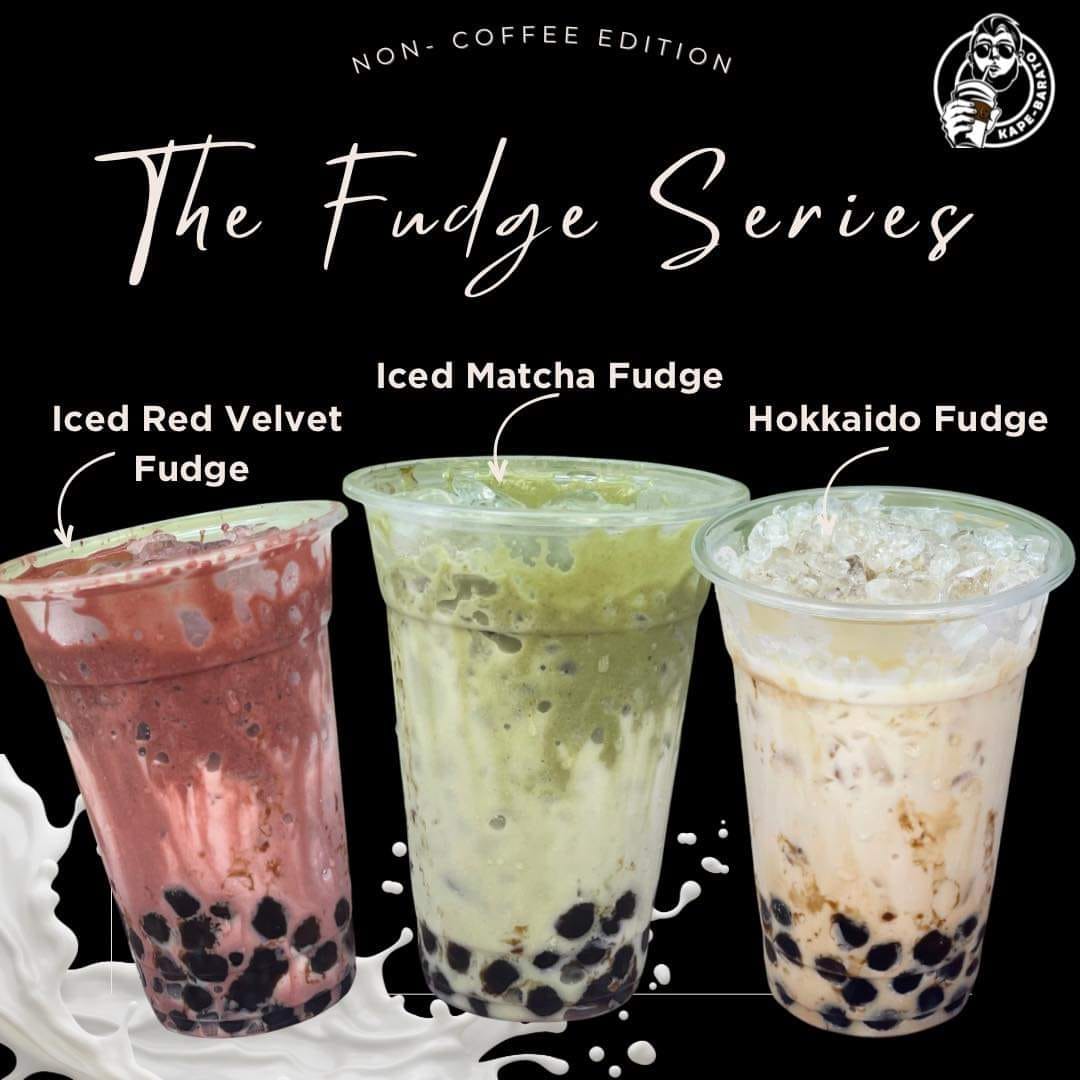 NON- COFFEE EDITION
KAPE-BARATO
The Fudge Series
Iced Matcha Fudge
Iced Red Velvet
Fudge
Hokkaido Fudge